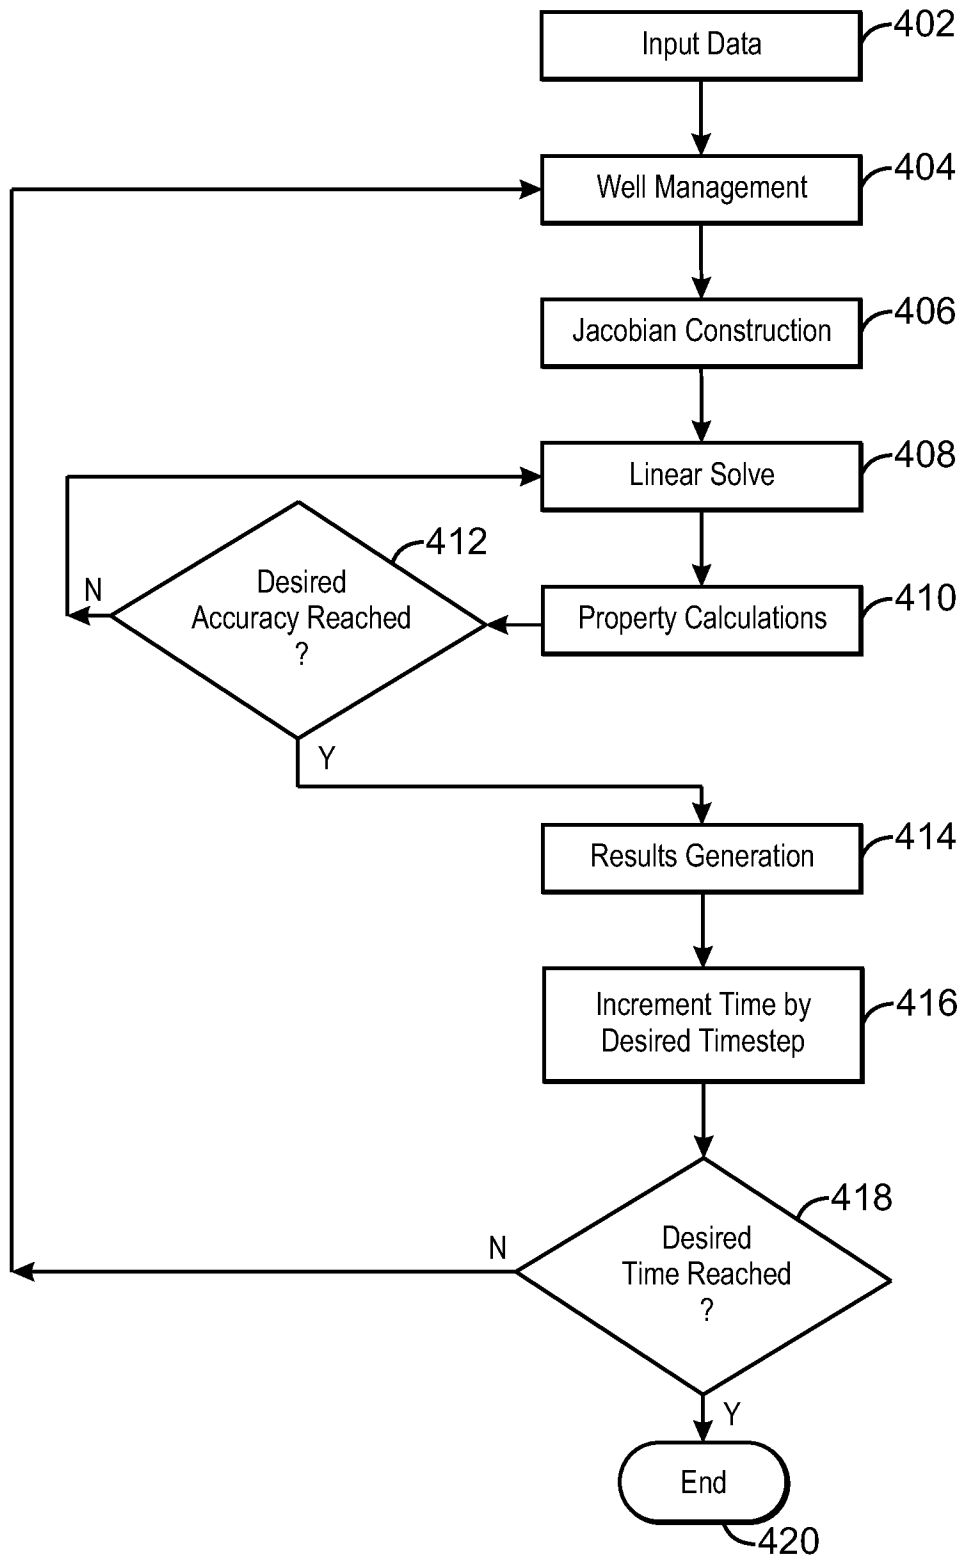 Input Data
402
Well Management
404
Jacobian Construction
406
Linear Solve
408
Property Calculations
410
412
Desired
Accuracy Reached
?
N
Y
Results Generation
414
Increment Time by
Desired Timestep
416
418
Desired
Time Reached
?
N
Y
End
420